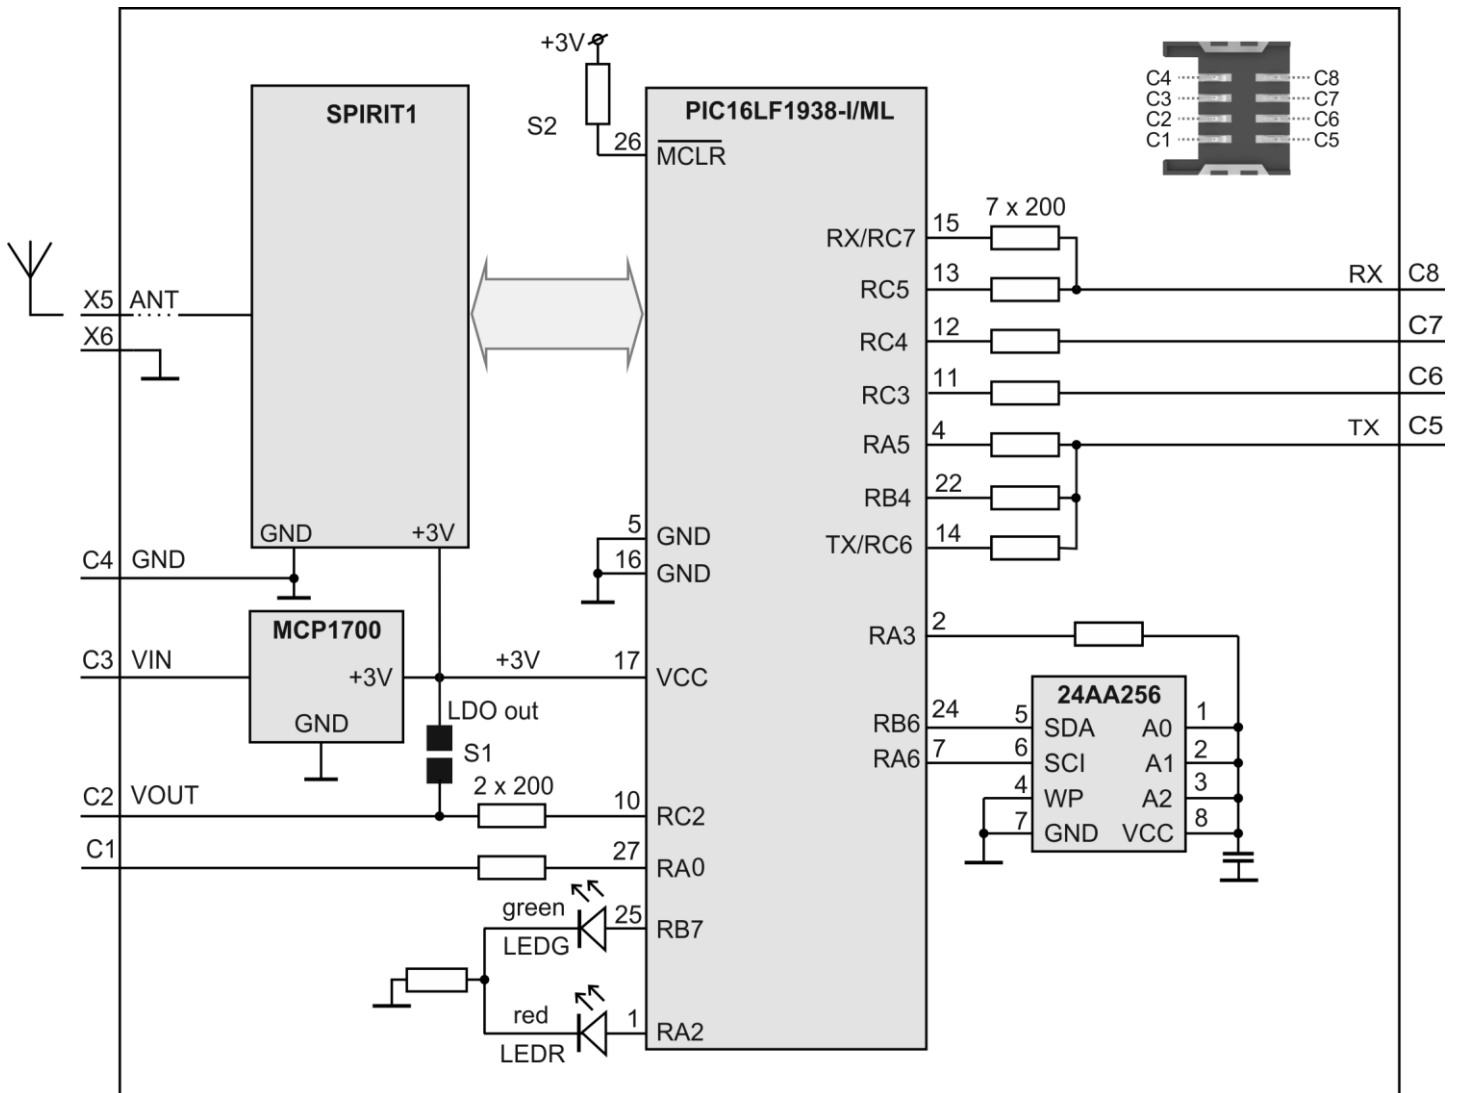 +3V
S2
SPIRIT1
PIC16LF1938-I/ML
C4
C3
C2
C1
C8
C7
C6
C5
26
MCLR
7 x 200
RX/RC7
15
RC5
13
RX
C8
RC4
12
C7
RC3
11
C6
RA5
4
TX
C5
RB4
22
TX/RC6
14
X5
ANT
X6
GND
+3V
C4
GND
5
GND
16
GND
MCP1700
C3
VIN
+3V
GND
+3V
17
VCC
LDO out
S1
RA3
2
24AA256
RB6
24
5
SDA
A0
1
RA6
7
6
SCI
A1
2
4
WP
A2
3
7
GND
VCC
8
C2
VOUT
2 x 200
10
RC2
C1
27
RA0
green
LEDG
25
RB7
red
LEDR
1
RA2